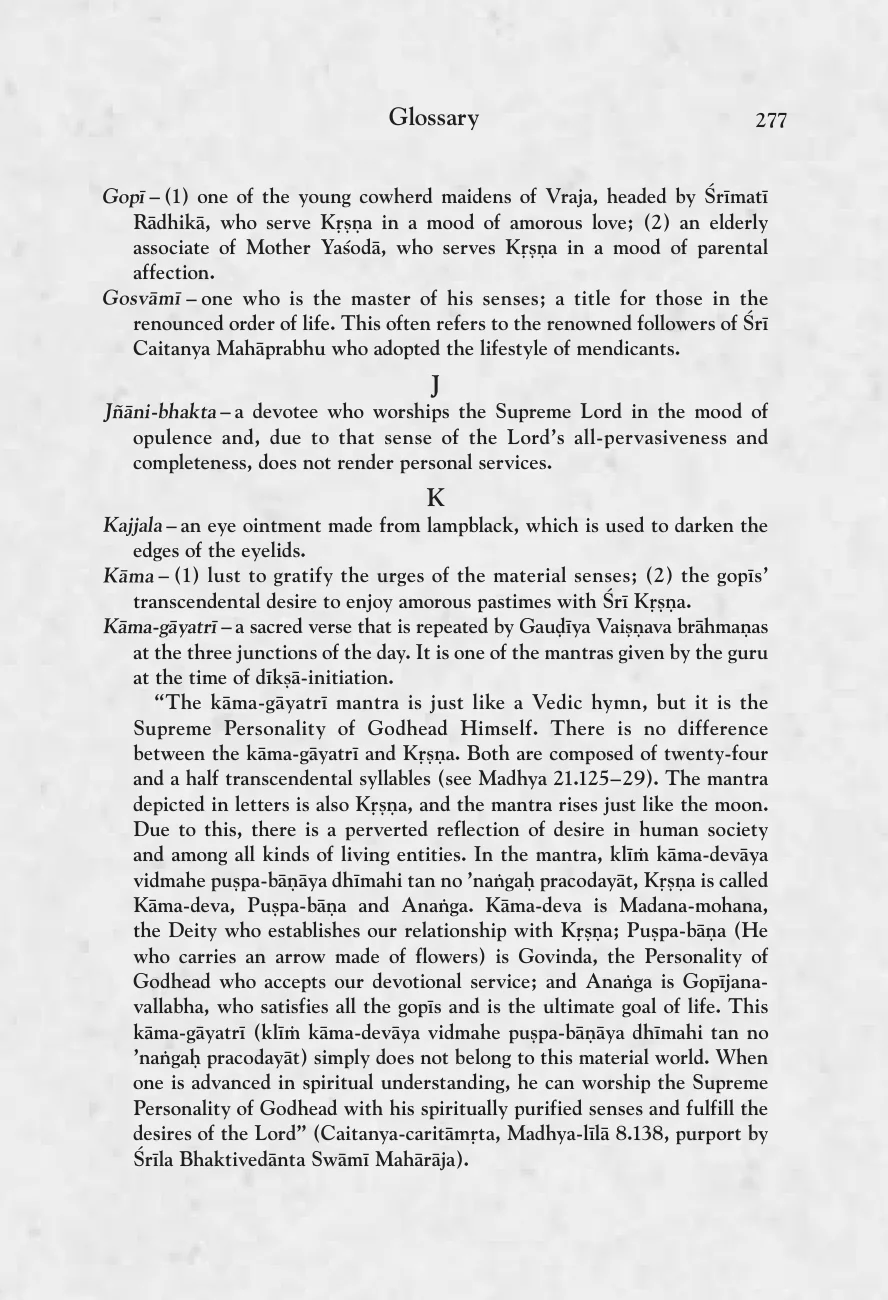 Glossary 277
Gopī – (1) one of the young cowherd maidens of Vraja, headed by Śrīmatī
Rādhikā, who serve Kṛṣṇa in a mood of amorous love; (2) an elderly
associate of Mother Yaśodā, who serves Kṛṣṇa in a mood of parental
affection.
Gosvāmī – one who is the master of his senses; a title for those in the
renounced order of life. This often refers to the renowned followers of Śrī
Caitanya Mahāprabhu who adopted the lifestyle of mendicants.
J
Jñāni-bhakta – a devotee who worships the Supreme Lord in the mood of
opulence and, due to that sense of the Lord’s all-pervasiveness and
completeness, does not render personal services.
K
Kajjala – an eye ointment made from lampblack, which is used to darken the
edges of the eyelids.
Kāma – (1) lust to gratify the urges of the material senses; (2) the gopīs’
transcendental desire to enjoy amorous pastimes with Śrī Kṛṣṇa.
Kāma-gāyatrī – a sacred verse that is repeated by Gauḍīya Vaiṣṇava brāhmaṇas
at the three junctions of the day. It is one of the mantras given by the guru
at the time of dīkṣā-initiation.
“The kāma-gāyatrī mantra is just like a Vedic hymn, but it is the
Supreme Personality of Godhead Himself. There is no difference
between the kāma-gāyatrī and Kṛṣṇa. Both are composed of twenty-four
and a half transcendental syllables (see Madhya 21.125–29). The mantra
depicted in letters is also Kṛṣṇa, and the mantra rises just like the moon.
Due to this, there is a perverted reflection of desire in human society
and among all kinds of living entities. In the mantra, klīṁ kāma-devāya
vidmahe puṣpa-bāṇāya dhīmahi tan no ’naṅgaḥ pracodayāt, Kṛṣṇa is called
Kāma-deva, Puṣpa-bāṇa and Anaṅga. Kāma-deva is Madana-mohana,
the Deity who establishes our relationship with Kṛṣṇa; Puṣpa-bāṇa (He
who carries an arrow made of flowers) is Govinda, the Personality of
Godhead who accepts our devotional service; and Anaṅga is Gopījana-
vallabha, who satisfies all the gopīs and is the ultimate goal of life. This
kāma-gāyatrī (klīṁ kāma-devāya vidmahe puṣpa-bāṇāya dhīmahi tan no
’naṅgaḥ pracodayāt) simply does not belong to this material world. When
one is advanced in spiritual understanding, he can worship the Supreme
Personality of Godhead with his spiritually purified senses and fulfill the
desires of the Lord” (Caitanya-caritāmṛta, Madhya-līlā 8.138, purport by
Śrīla Bhaktivedānta Swāmī Mahārāja).